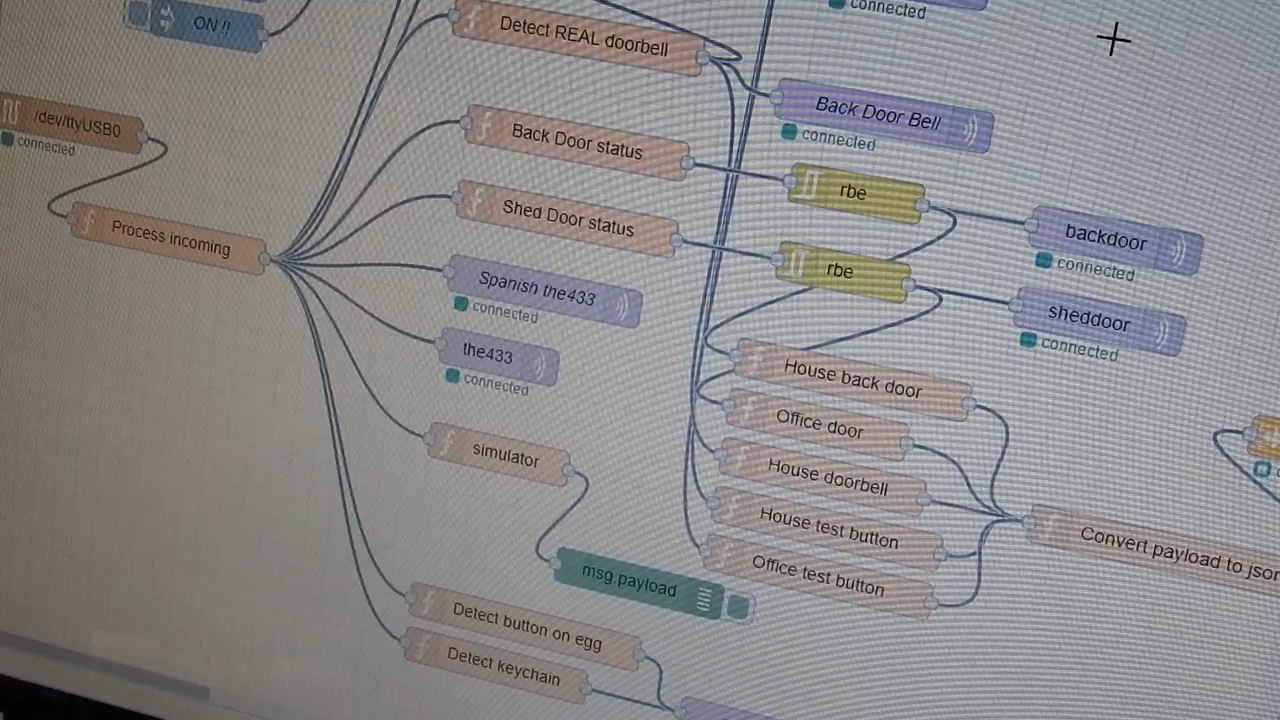 ON !!
connected
Detect REAL doorbell
/dev/ttyUSB0
connected
Back Door Bell
connected
Back Door status
rbe
Process incoming
Shed Door status
rbe
backdoor
connected
Spanish the433
connected
sheddoor
connected
the433
connected
House back door
Office door
simulator
House doorbell
House test button
Convert payload to json
msg.payload
Office test button
Detect button on egg
Detect keychain